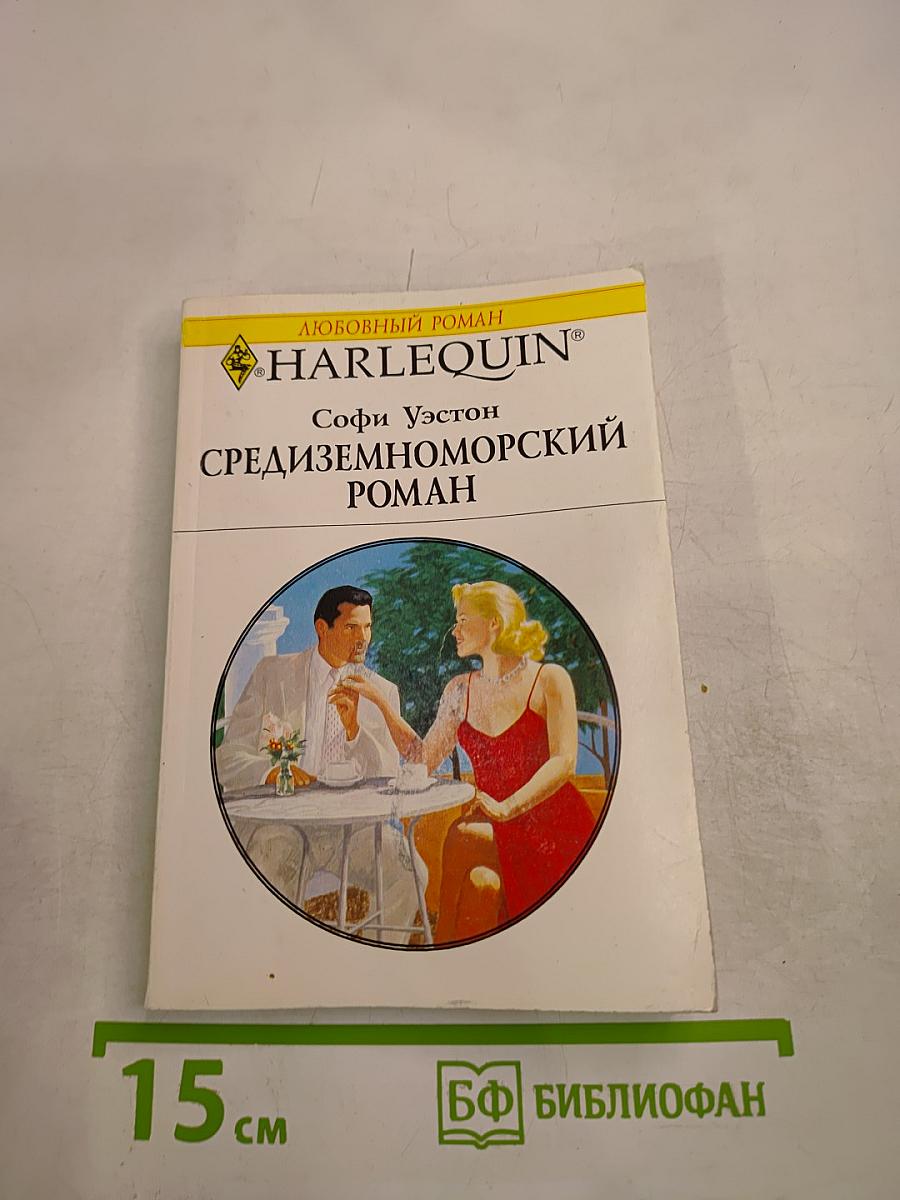 ЛЮБОВНЫЙ РОМАН
®HARLEQUIN®
Софи Уэстон
СРЕДИЗЕМНОМОРСКИЙ
РОМАН
15 см
БФ БИБЛИОФАН